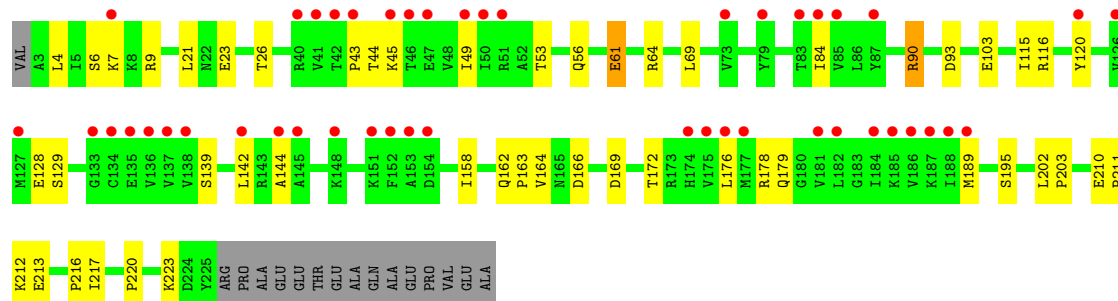 VAL A3 L4 I5 S6 K7 K8 R9 L21 N22 E23 T26 R40 V41 T42 P43 T44 K45 T46 E47 V48 I49 I50 R51 A52 T53 Q56 E61 R64 L69 V73 Y79 T83 I84 V85 L86 Y87 R90 D93 E103 I115 R116 Y120 V126
M127 E128 S129 G133 C134 E135 V136 V137 V138 S139 L142 R143 A144 A145 K148 K151 F152 A153 D154 I158 Q162 P163 V164 N165 D166 D169 T172 R173 H174 V175 L176 M177 R178 Q179 G180 V181 L182 G183 I184 K185 V186 K187 I188 M189 S195 L202 P203 E210
K212 E213 P216 I217 P220 K223 D224 Y225 ARG PRO ALA GLU GLU THR GLU ALA GLN ALA GLU PRO VAL GLU ALA